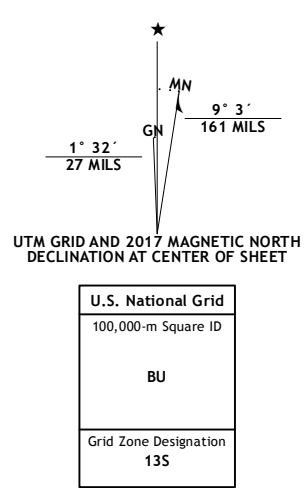 MN
9° 3´
161 MILS
GN
1° 32´
27 MILS
UTM GRID AND 2017 MAGNETIC NORTH
DECLINATION AT CENTER OF SHEET
U.S. National Grid
100,000-m Square ID
BU
Grid Zone Designation
13S